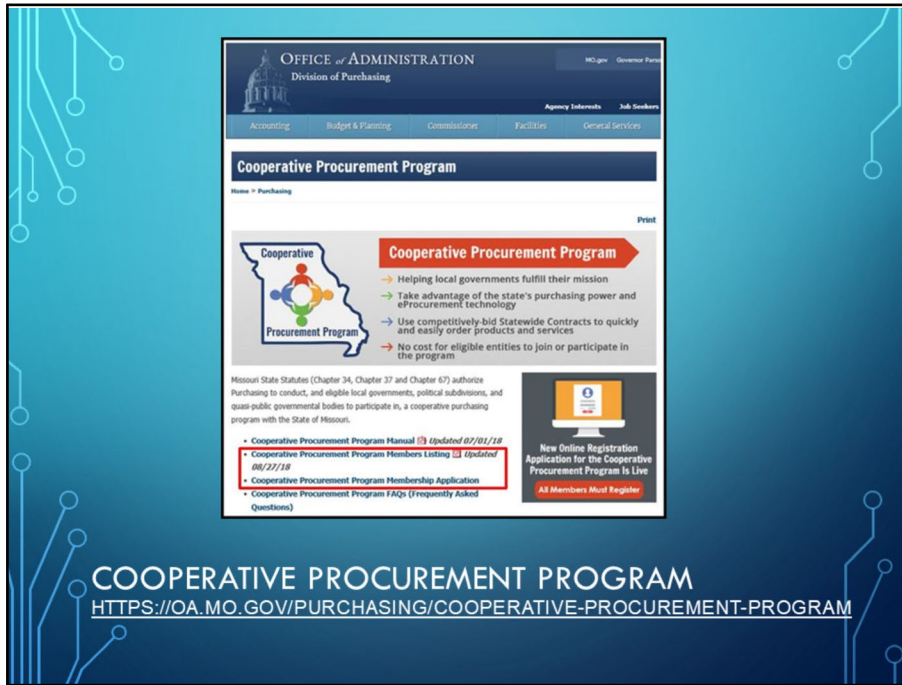 OFFICE of ADMINISTRATION
Division of Purchasing
MO.gov Governor Parso
Agency Interests Job Seekers
Accounting Budget & Planning Commissioner Facilities General Services
Cooperative Procurement Program
Home » Purchasing
Print
Cooperative
Procurement Program
Cooperative Procurement Program
→ Helping local governments fulfill their mission
→ Take advantage of the state's purchasing power and
eProcurement technology
→ Use competitively-bid Statewide Contracts to quickly
and easily order products and services
→ No cost for eligible entities to join or participate in
the program
Missouri State Statutes (Chapter 34, Chapter 37 and Chapter 67) authorize
Purchasing to conduct, and eligible local governments, political subdivisions, and
quasi-public governmental bodies to participate in, a cooperative purchasing
program with the State of Missouri.
• Cooperative Procurement Program Manual Updated 07/01/18
• Cooperative Procurement Program Members Listing Updated
08/27/18
• Cooperative Procurement Program Membership Application
• Cooperative Procurement Program FAQs (Frequently Asked
Questions)
New Online Registration
Application for the Cooperative
Procurement Program Is Live
All Members Must Register
COOPERATIVE PROCUREMENT PROGRAM
HTTPS://OA.MO.GOV/PURCHASING/COOPERATIVE-PROCUREMENT-PROGRAM